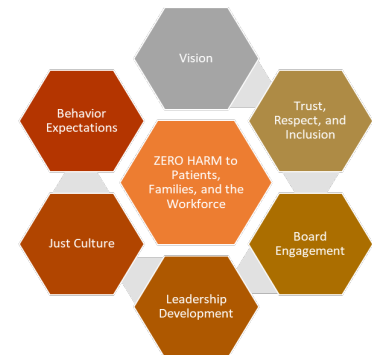 Vision
Trust,
Respect, and
Inclusion
Board
Engagement
Leadership
Development
Just Culture
Behavior
Expectations
ZERO HARM to
Patients,
Families, and the
Workforce